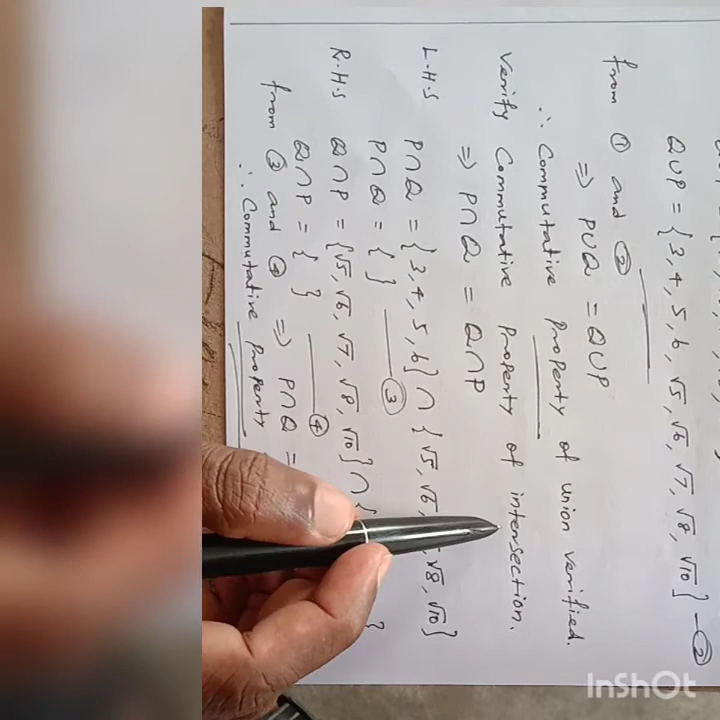 Q∪P = {3, 4, 5, 6, √5, √6, √7, √8, √10} — ②
from ① and ②
⇒ P∪Q = Q∪P
∴ Commutative Property of union verified.
Verify Commutative Property of intersection.
⇒ P∩Q = Q∩P
L.H.S P∩Q = {3, 4, 5, 6} ∩ {√5, √6, √8, √10}
P∩Q = { } — ③
R.H.S Q∩P = {√5, √6, √7, √8, √10} ∩ { }
Q∩P = { } — ④
from ③ and ④ ⇒ P∩Q =
∴ Commutative Property
InShOt